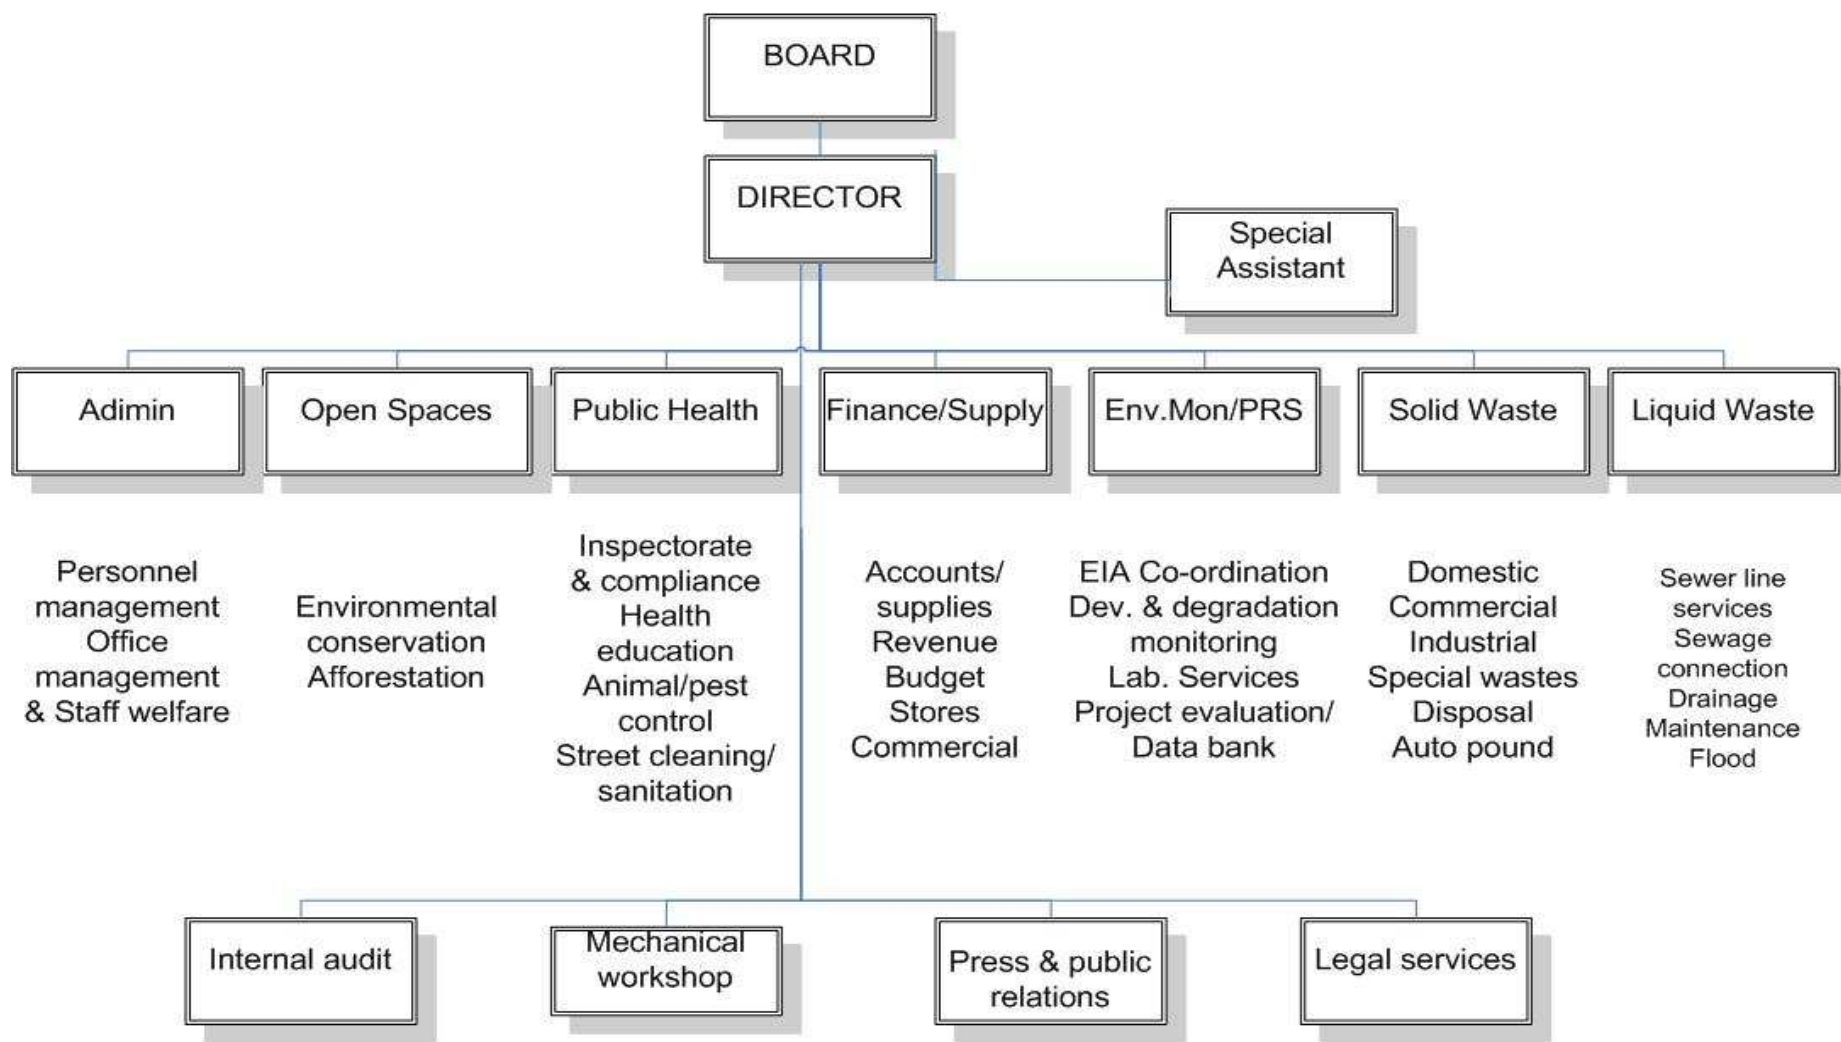 BOARD
DIRECTOR
Special
Assistant
Adimin
Open Spaces
Public Health
Finance/Supply
Env.Mon/PRS
Solid Waste
Liquid Waste
Personnel
management
Office
management
& Staff welfare
Environmental
conservation
Afforestation
Inspectorate
& compliance
Health
education
Animal/pest
control
Street cleaning/
sanitation
Accounts/
supplies
Revenue
Budget
Stores
Commercial
EIA Co-ordination
Dev. & degradation
monitoring
Lab. Services
Project evaluation/
Data bank
Domestic
Commercial
Industrial
Special wastes
Disposal
Auto pound
Sewer line
services
Sewage
connection
Drainage
Maintenance
Flood
Internal audit
Mechanical
workshop
Press & public
relations
Legal services